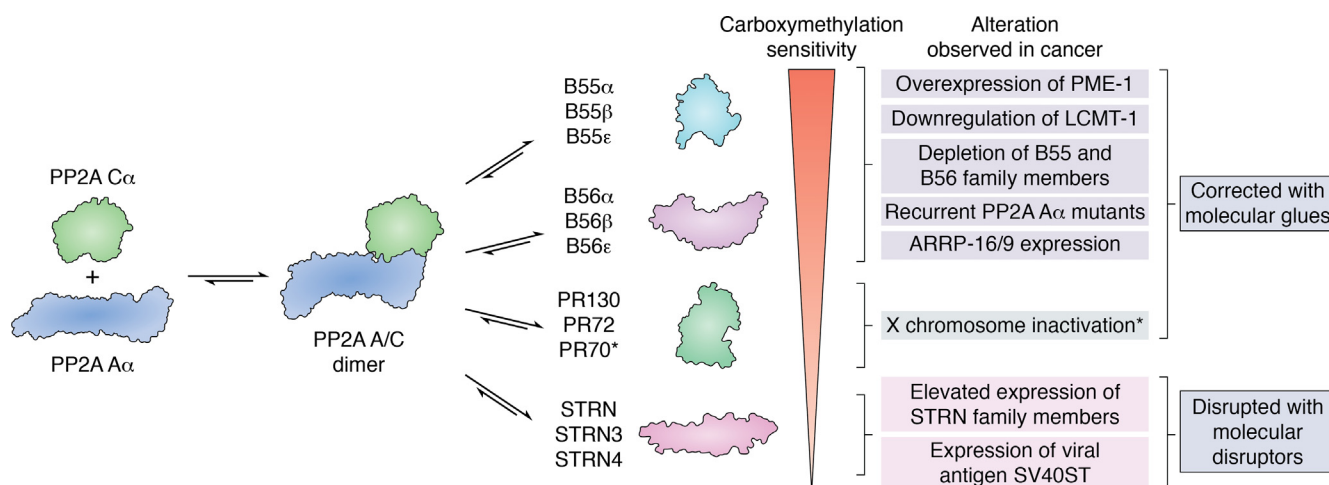 Carboxymethylation
sensitivity
Alteration
observed in cancer
PP2A Cα
+
PP2A Aα
PP2A A/C
dimer
B55α
B55β
B55ε
B56α
B56β
B56ε
PR130
PR72
PR70*
STRN
STRN3
STRN4
Overexpression of PME-1
Downregulation of LCMT-1
Depletion of B55 and
B56 family members
Recurrent PP2A Aα mutants
ARRP-16/9 expression
X chromosome inactivation*
Elevated expression of
STRN family members
Expression of viral
antigen SV40ST
Corrected with
molecular glues
Disrupted with
molecular
disruptors